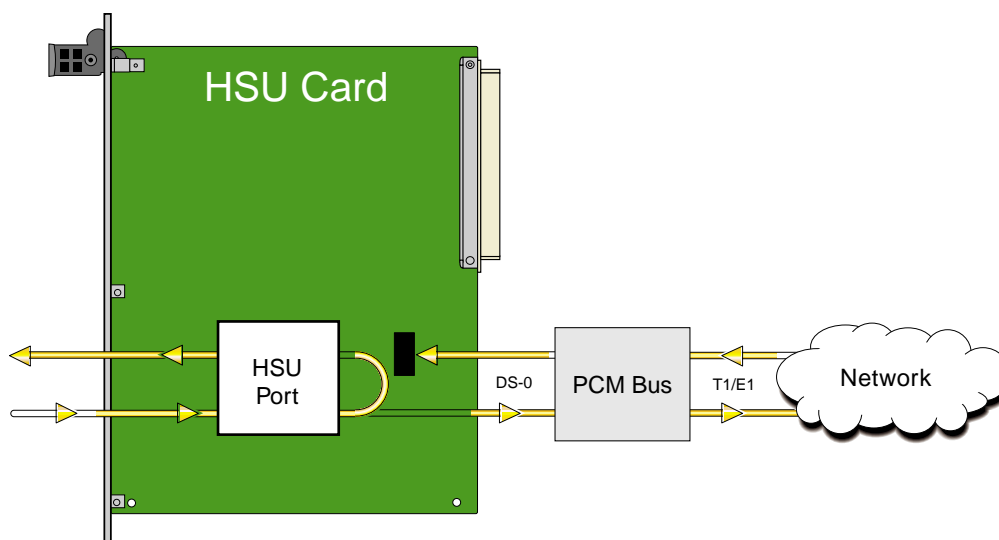 HSU Card
HSU
Port
DS-0
PCM Bus
T1/E1
Network